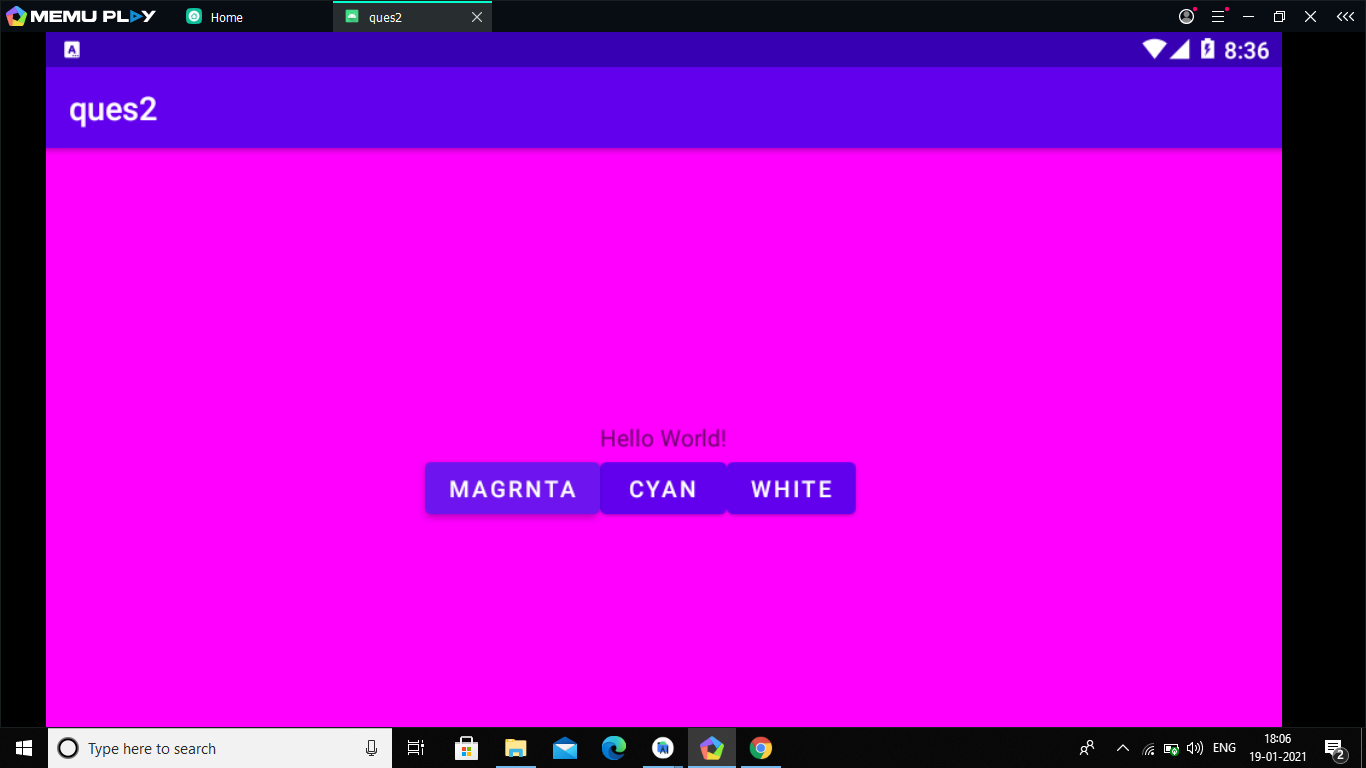 MEMU PLAY
Home
ques2
A
8:36
ques2
Hello World!
MAGRNTA
CYAN
WHITE
Type here to search
ENG
18:06
19-01-2021
2